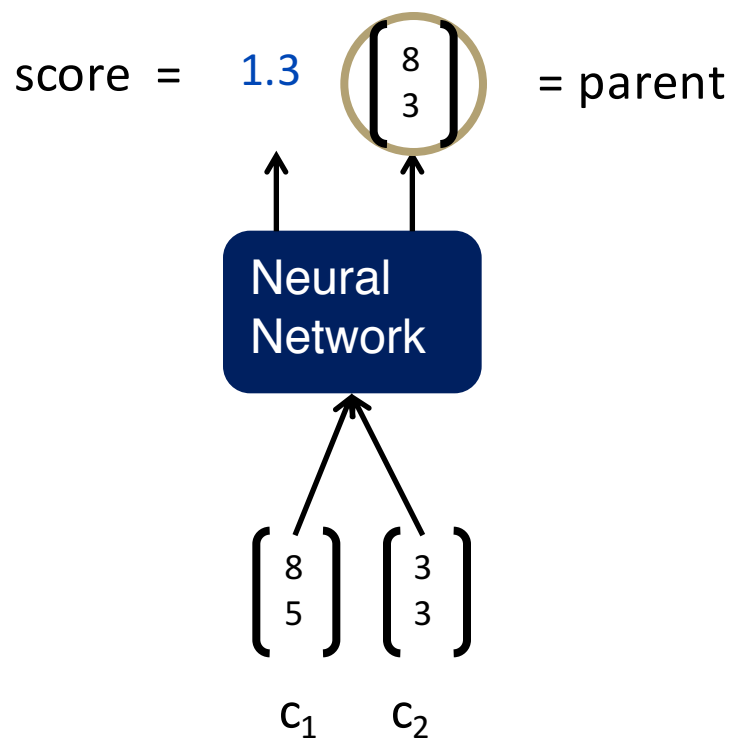 score = 1.3 8 = parent
3
Neural
Network
8 3
5 3
c₁ c₂